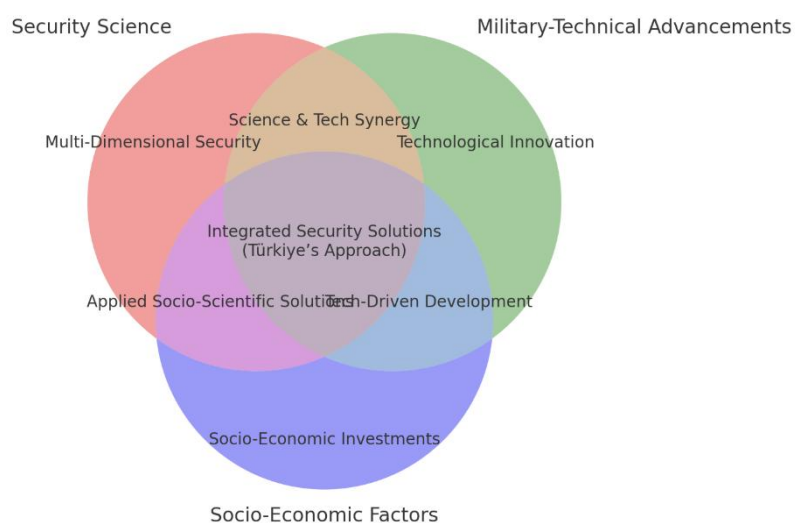 Security Science
Military-Technical Advancements
Science & Tech Synergy
Multi-Dimensional Security
Technological Innovation
Integrated Security Solutions
(Türkiye’s Approach)
Applied Socio-Scientific Solutions
Tech-Driven Development
Socio-Economic Investments
Socio-Economic Factors